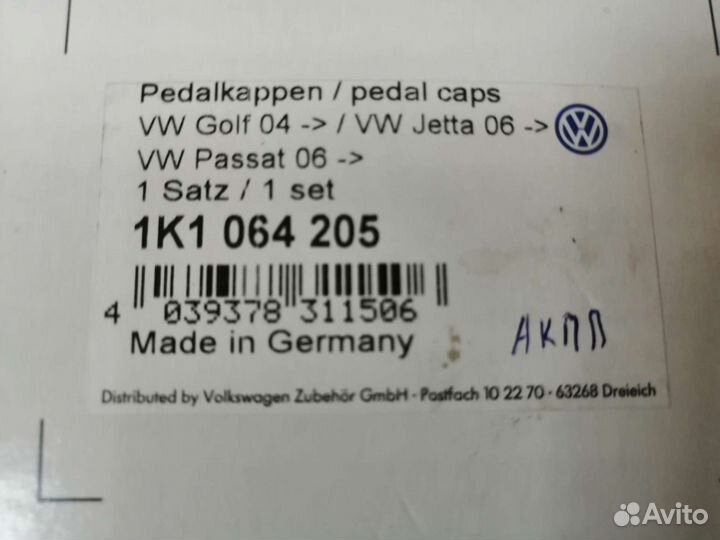 Pedalkappen / pedal caps
VW Golf 04 -> / VW Jetta 06 ->
VW Passat 06 ->
1 Satz / 1 set
1K1 064 205
4 039378 311506
Made in Germany
АКПП
Distributed by Volkswagen Zubehör GmbH · Postfach 10 22 70 · 63268 Dreieich
Avito